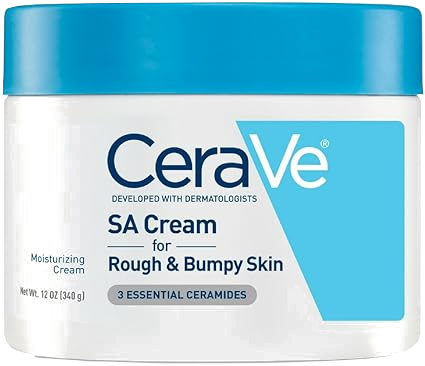 CeraVe®
DEVELOPED WITH DERMATOLOGISTS
SA Cream
for
Rough & Bumpy Skin
Moisturizing
Cream
Net Wt. 12 OZ (340 g)
3 ESSENTIAL CERAMIDES